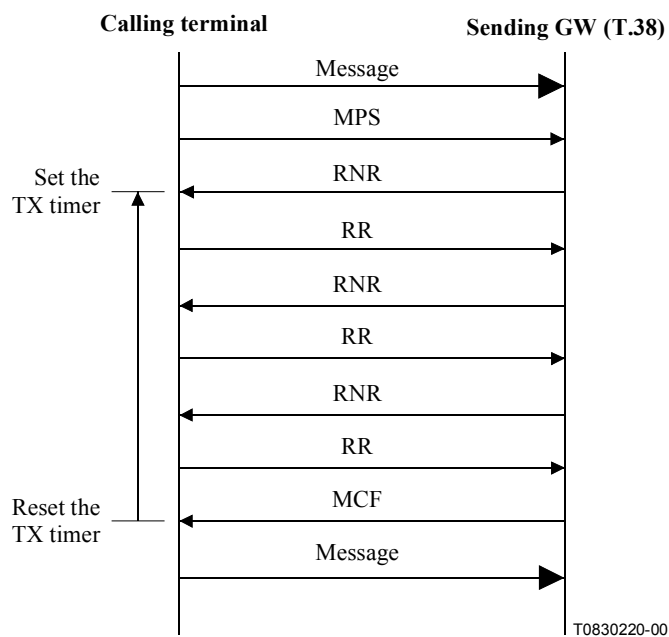 Calling terminal
Sending GW (T.38)
Message
MPS
RNR
Set the
TX timer
RR
RNR
RR
RNR
RR
MCF
Reset the
TX timer
Message
T0830220-00